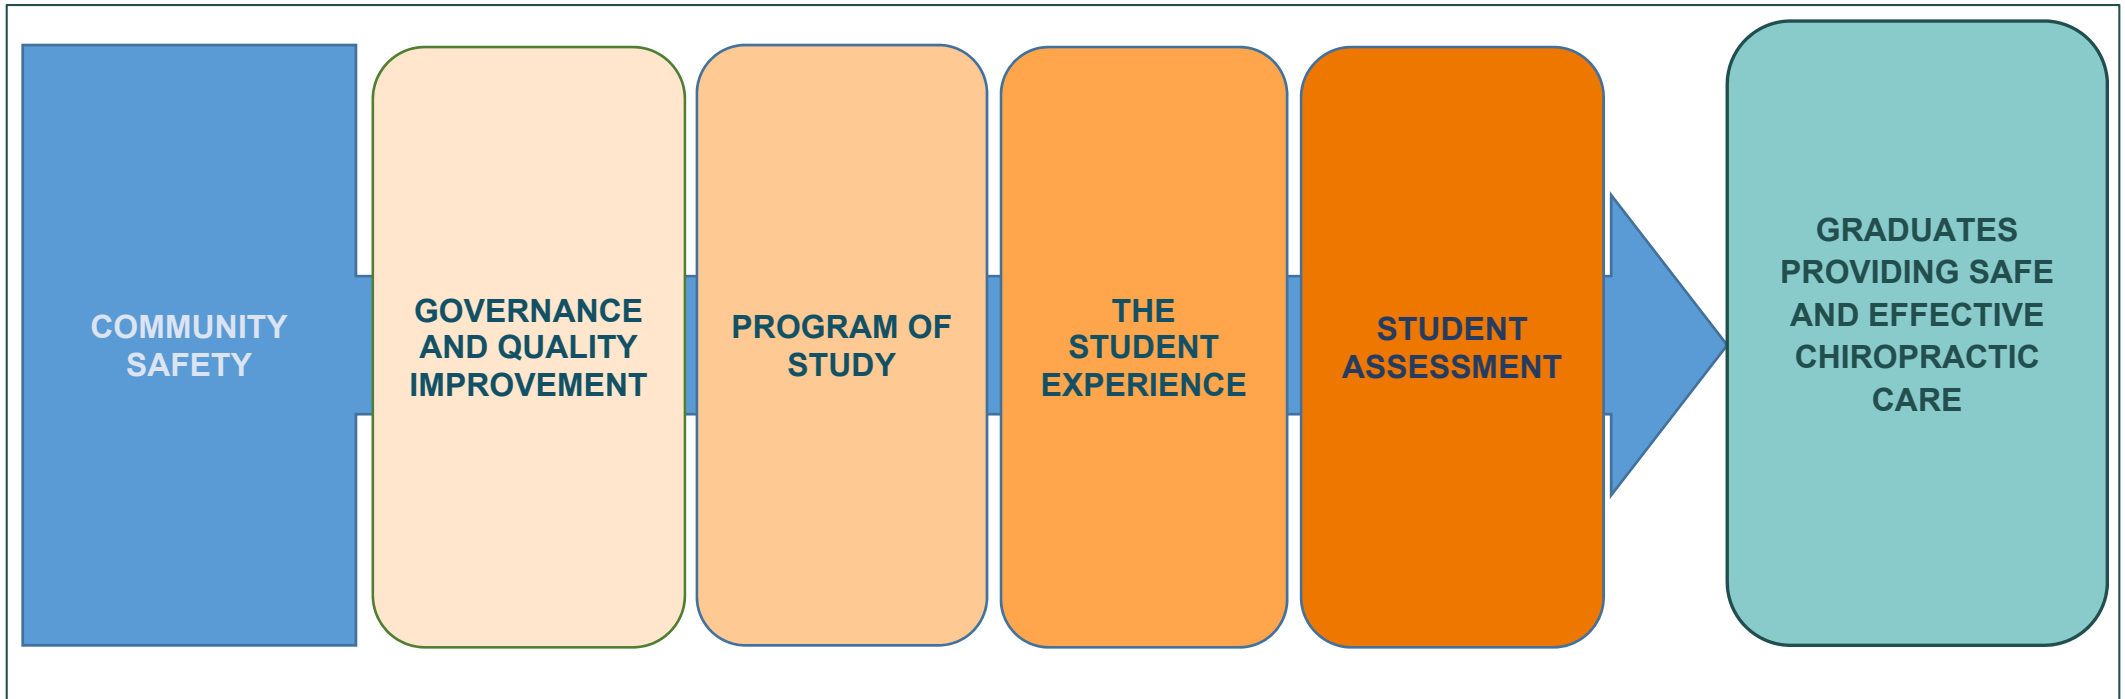 COMMUNITY
SAFETY
GOVERNANCE
AND QUALITY
IMPROVEMENT
PROGRAM OF
STUDY
THE
STUDENT
EXPERIENCE
STUDENT
ASSESSMENT
GRADUATES
PROVIDING SAFE
AND EFFECTIVE
CHIROPRACTIC
CARE